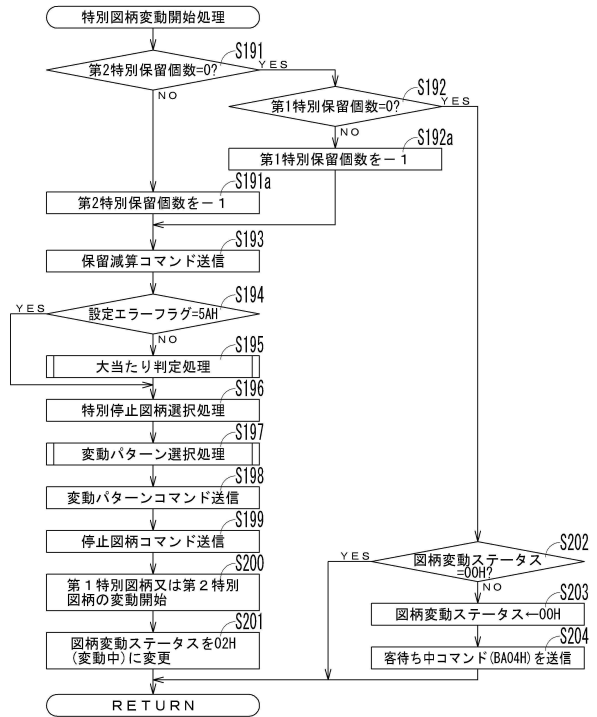 特別図柄変動開始処理
S191
第2特別保留個数=0?
YES
NO
S192
第1特別保留個数=0?
YES
NO
S192a
第1特別保留個数を－1
S191a
第2特別保留個数を－1
S193
保留減算コマンド送信
S194
設定エラーフラグ=5AH
YES
NO
S195
大当たり判定処理
S196
特別停止図柄選択処理
S197
変動パターン選択処理
S198
変動パターンコマンド送信
S199
停止図柄コマンド送信
S200
第１特別図柄又は第２特別
図柄の変動開始
S201
図柄変動ステータスを02H
(変動中)に変更
S202
図柄変動ステータス
=00H?
YES
NO
S203
図柄変動ステータス←00H
S204
客待ち中コマンド(BA04H)を送信
RETURN